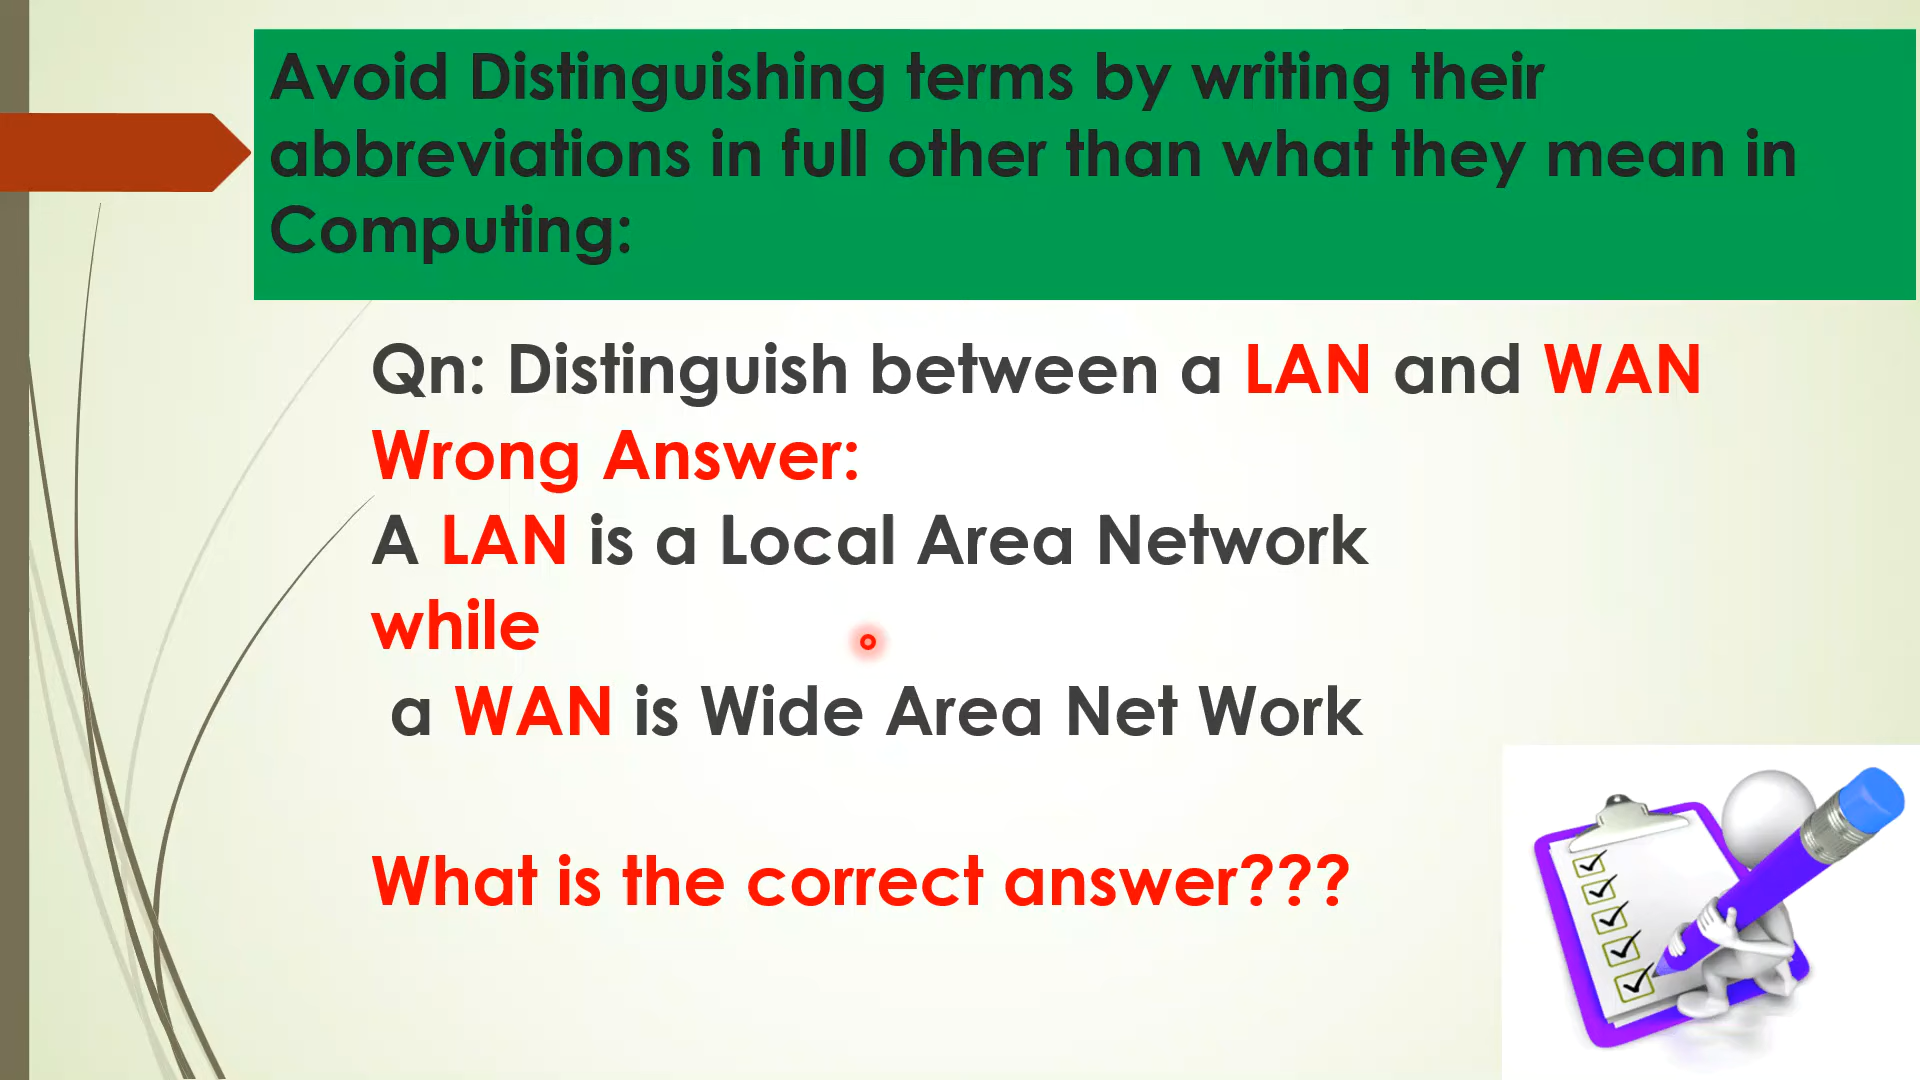 Avoid Distinguishing terms by writing their
abbreviations in full other than what they mean in
Computing:
Qn: Distinguish between a LAN and WAN
Wrong Answer:
A LAN is a Local Area Network
while
a WAN is Wide Area Net Work
What is the correct answer???